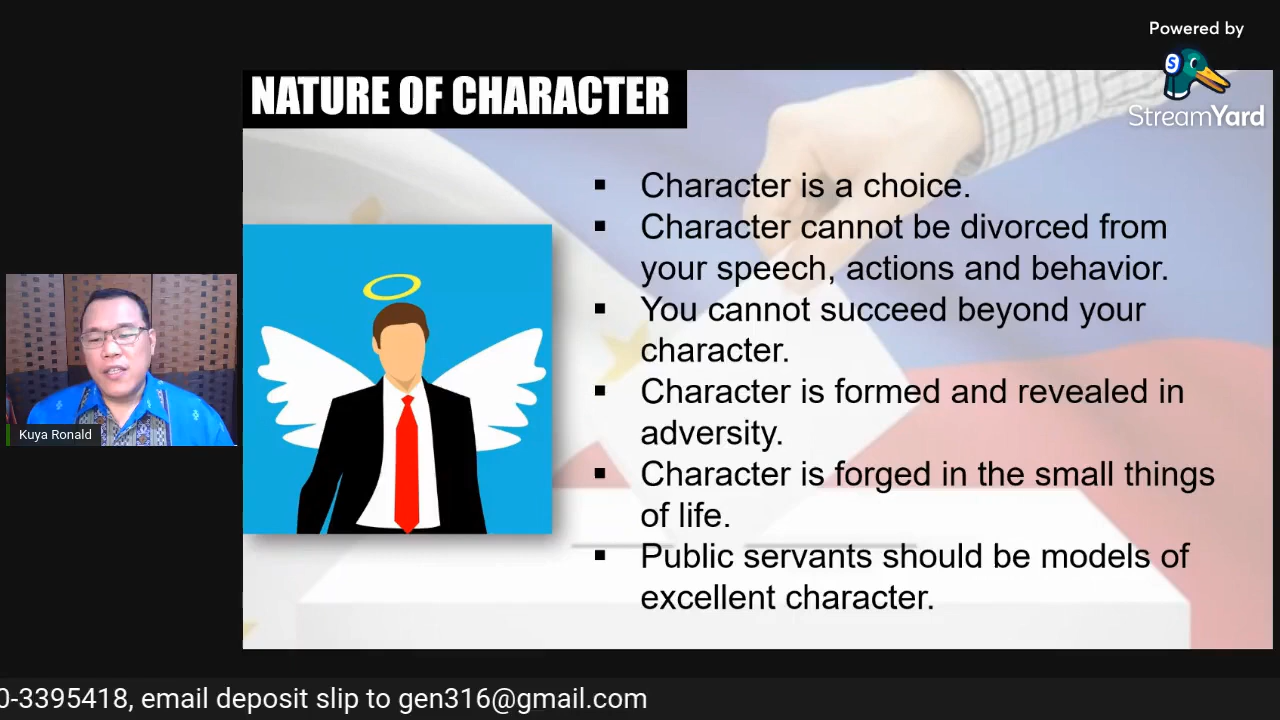 Powered by
StreamYard
NATURE OF CHARACTER
▪ Character is a choice.
▪ Character cannot be divorced from
your speech, actions and behavior.
▪ You cannot succeed beyond your
character.
▪ Character is formed and revealed in
adversity.
▪ Character is forged in the small things
of life.
▪ Public servants should be models of
excellent character.
Kuya Ronald
0-3395418, email deposit slip to gen316@gmail.com